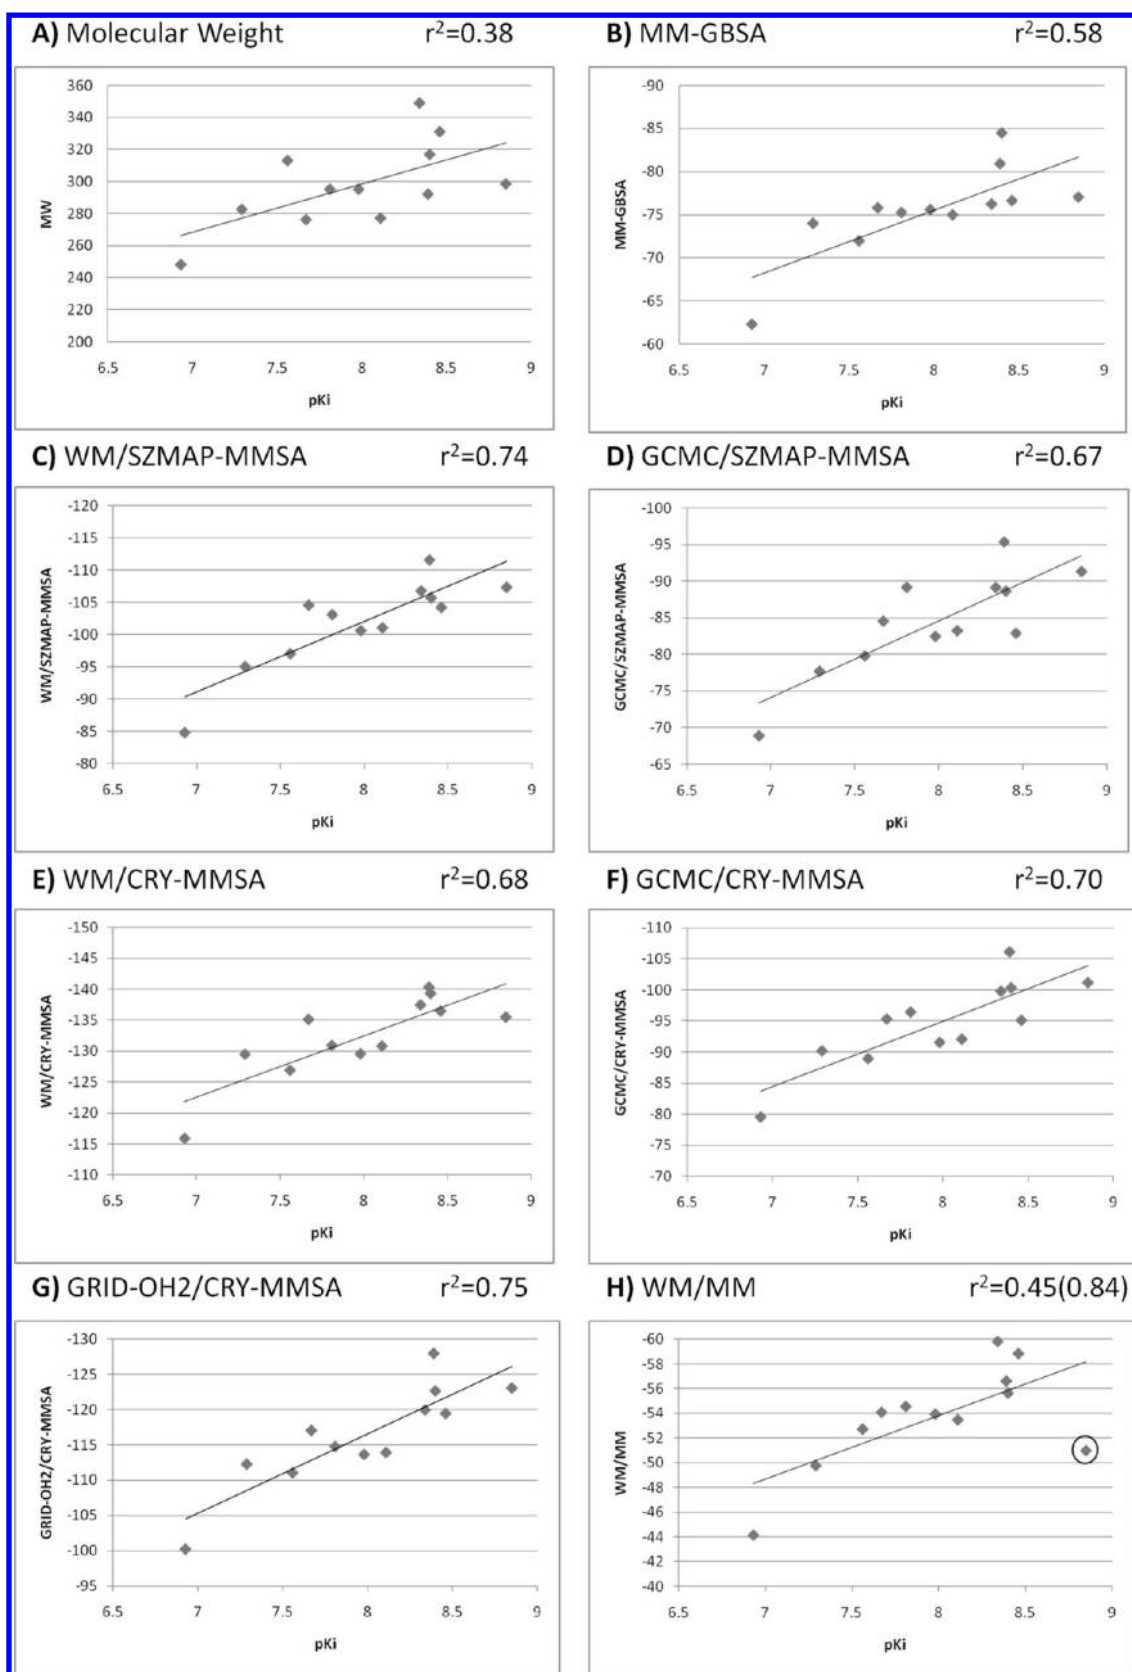 A) Molecular Weight r²=0.38
MW
360
340
320
300
280
260
240
220
200
6.5 7 7.5 8 8.5 9
pKi
B) MM-GBSA r²=0.58
MM-GBSA
-90
-85
-80
-75
-70
-65
-60
6.5 7 7.5 8 8.5 9
pKi
C) WM/SZMAP-MMSA r²=0.74
WM/SZMAP-MMSA
-120
-115
-110
-105
-100
-95
-90
-85
-80
6.5 7 7.5 8 8.5 9
pKi
D) GCMC/SZMAP-MMSA r²=0.67
GCMC/SZMAP-MMSA
-100
-95
-90
-85
-80
-75
-70
-65
6.5 7 7.5 8 8.5 9
pKi
E) WM/CRY-MMSA r²=0.68
WM/CRY-MMSA
-150
-145
-140
-135
-130
-125
-120
-115
-110
6.5 7 7.5 8 8.5 9
pKi
F) GCMC/CRY-MMSA r²=0.70
GCMC/CRY-MMSA
-110
-105
-100
-95
-90
-85
-80
-75
-70
6.5 7 7.5 8 8.5 9
pKi
G) GRID-OH2/CRY-MMSA r²=0.75
GRID-OH2/CRY-MMSA
-130
-125
-120
-115
-110
-105
-100
-95
6.5 7 7.5 8 8.5 9
pKi
H) WM/MM r²=0.45(0.84)
WM/MM
-60
-58
-56
-54
-52
-50
-48
-46
-44
-42
-40
6.5 7 7.5 8 8.5 9
pKi